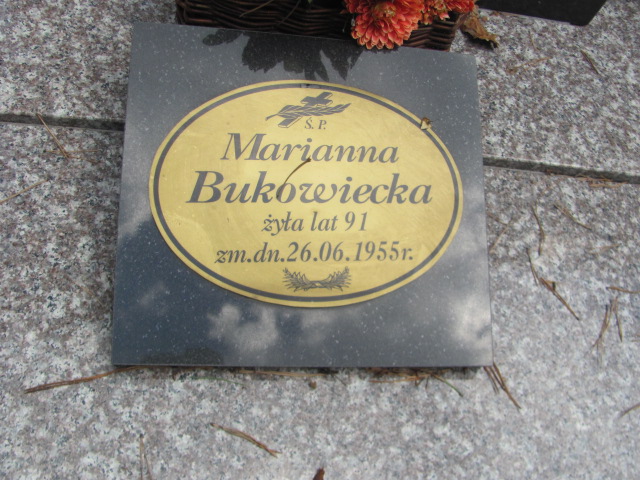 Ś. P.
Marianna
Bukowiecka
żyła lat 91
zm.dn.26.06.1955r.